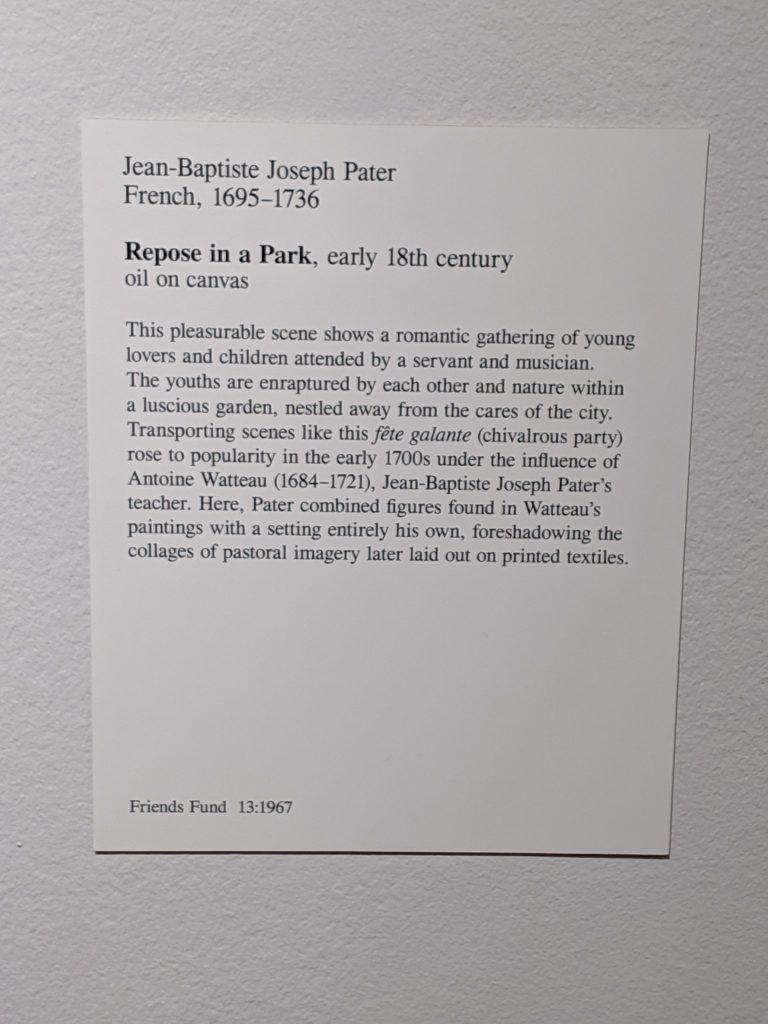 Jean-Baptiste Joseph Pater
French, 1695–1736
Repose in a Park, early 18th century
oil on canvas
This pleasurable scene shows a romantic gathering of young
lovers and children attended by a servant and musician.
The youths are enraptured by each other and nature within
a luscious garden, nestled away from the cares of the city.
Transporting scenes like this fête galante (chivalrous party)
rose to popularity in the early 1700s under the influence of
Antoine Watteau (1684–1721), Jean-Baptiste Joseph Pater's
teacher. Here, Pater combined figures found in Watteau's
paintings with a setting entirely his own, foreshadowing the
collages of pastoral imagery later laid out on printed textiles.
Friends Fund 13:1967